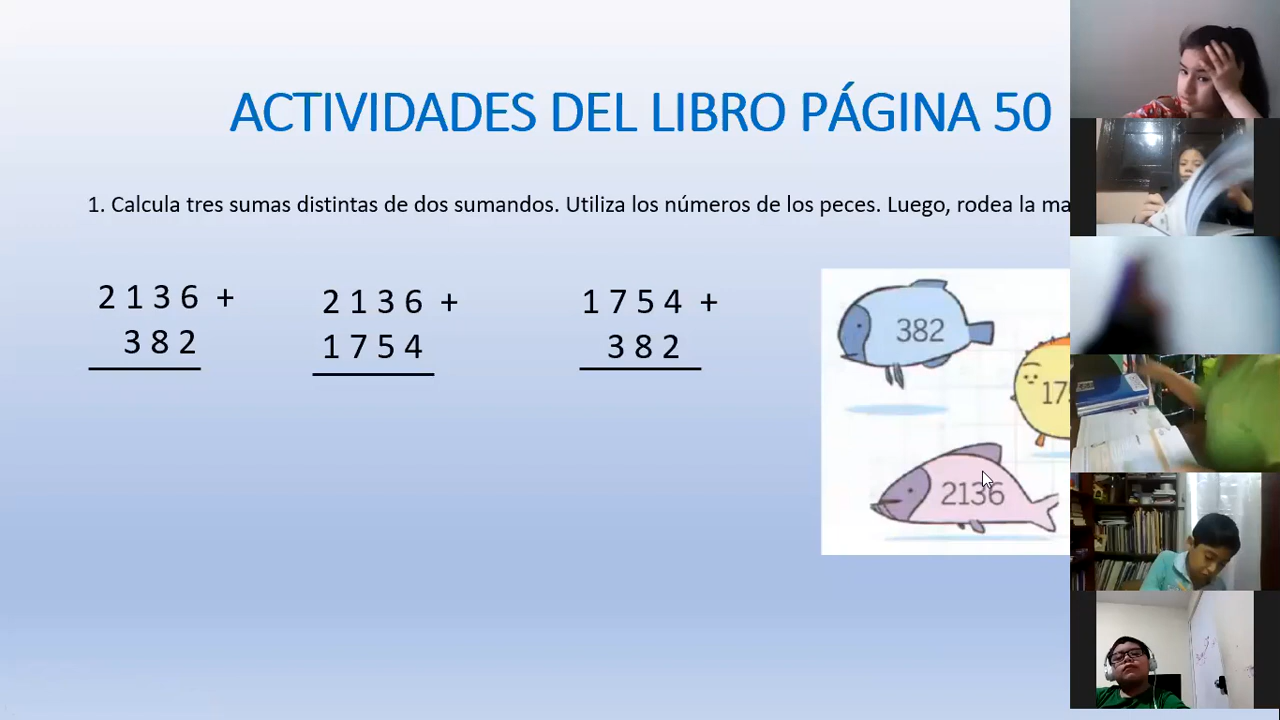 ACTIVIDADES DEL LIBRO PÁGINA 50
1. Calcula tres sumas distintas de dos sumandos. Utiliza los números de los peces. Luego, rodea la
2 1 3 6 +
3 8 2
2 1 3 6 +
1 7 5 4
1 7 5 4 +
3 8 2
382
2136